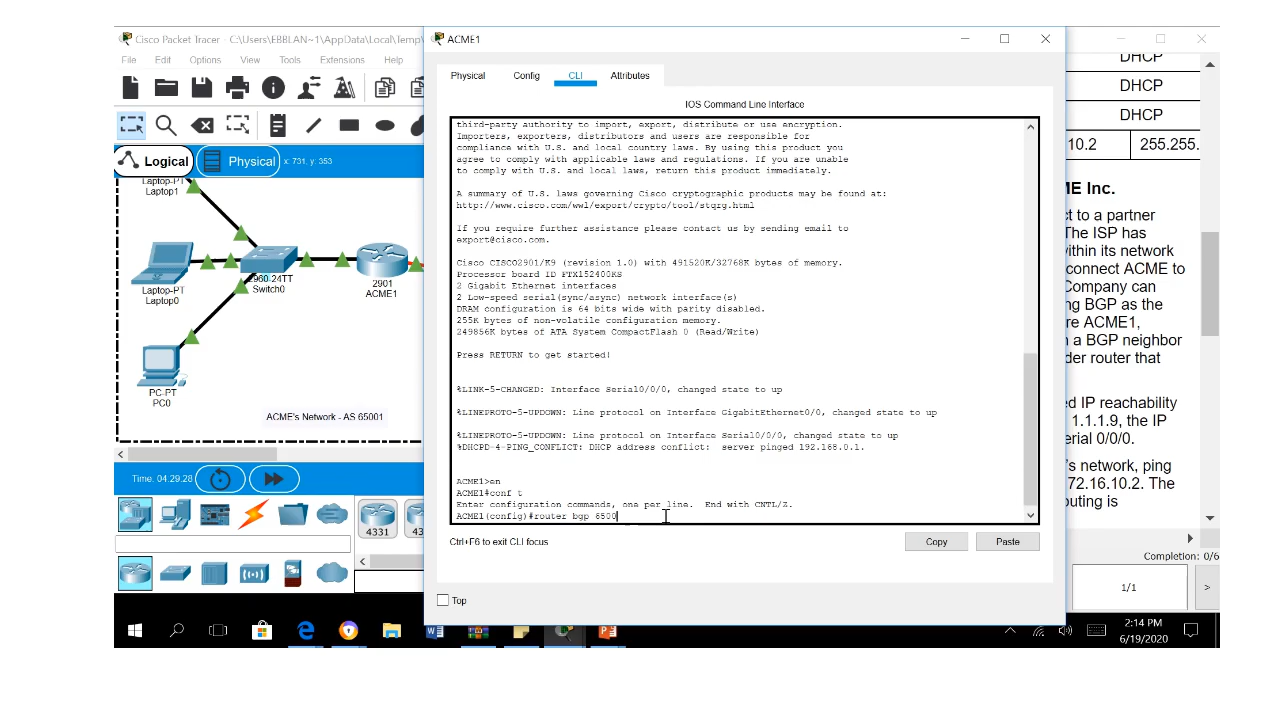 Cisco Packet Tracer - C:\Users\EBBLAN~1\AppData\Local\Temp\
File Edit Options View Tools Extensions Help
Logical
Physical
x: 731, y: 353
Laptop-PT
Laptop1
Laptop-PT
Laptop0
2960-24TT
Switch0
2901
ACME1
PC-PT
PC0
ACME's Network - AS 65001
Time: 04:29:28
4331
ACME1
Physical
Config
CLI
Attributes
IOS Command Line Interface
third-party authority to import, export, distribute or use encryption.
Importers, exporters, distributors and users are responsible for
compliance with U.S. and local country laws. By using this product you
agree to comply with applicable laws and regulations. If you are unable
to comply with U.S. and local laws, return this product immediately.
A summary of U.S. laws governing Cisco cryptographic products may be found at:
http://www.cisco.com/wwl/export/crypto/tool/stqrg.html
If you require further assistance please contact us by sending email to
export@cisco.com.
Cisco CISCO2901/K9 (revision 1.0) with 491520K/32768K bytes of memory.
Processor board ID FTX152400KS
2 Gigabit Ethernet interfaces
2 Low-speed serial(sync/async) network interface(s)
DRAM configuration is 64 bits wide with parity disabled.
255K bytes of non-volatile configuration memory.
249856K bytes of ATA System CompactFlash 0 (Read/Write)
Press RETURN to get started!
%LINK-5-CHANGED: Interface Serial0/0/0, changed state to up
%LINEPROTO-5-UPDOWN: Line protocol on Interface GigabitEthernet0/0, changed state to up
%LINEPROTO-5-UPDOWN: Line protocol on Interface Serial0/0/0, changed state to up
%DHCPD-4-PING_CONFLICT: DHCP address conflict: server pinged 192.168.0.1.
ACME1>en
ACME1#conf t
Enter configuration commands, one per line. End with CNTL/Z.
ACME1(config)#router bgp 6500
Ctrl+F6 to exit CLI focus
Copy
Paste
Top
DHCP
DHCP
DHCP
10.2 255.255.
ME Inc.
ct to a partner
The ISP has
within its network
connect ACME to
Company can
ng BGP as the
re ACME1,
h a BGP neighbor
der router that
ed IP reachability
1.1.1.9, the IP
erial 0/0/0.
's network, ping
72.16.10.2. The
outing is
Completion: 0/6
1/1
>
2:14 PM
6/19/2020